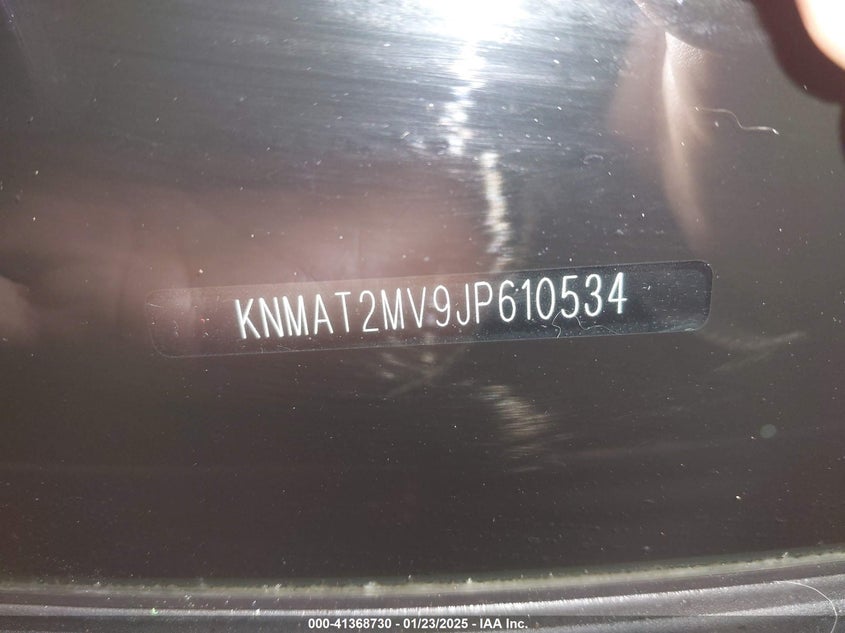 KNMAT2MV9JP610534
000-41368730 - 01/23/2025 - IAA Inc.